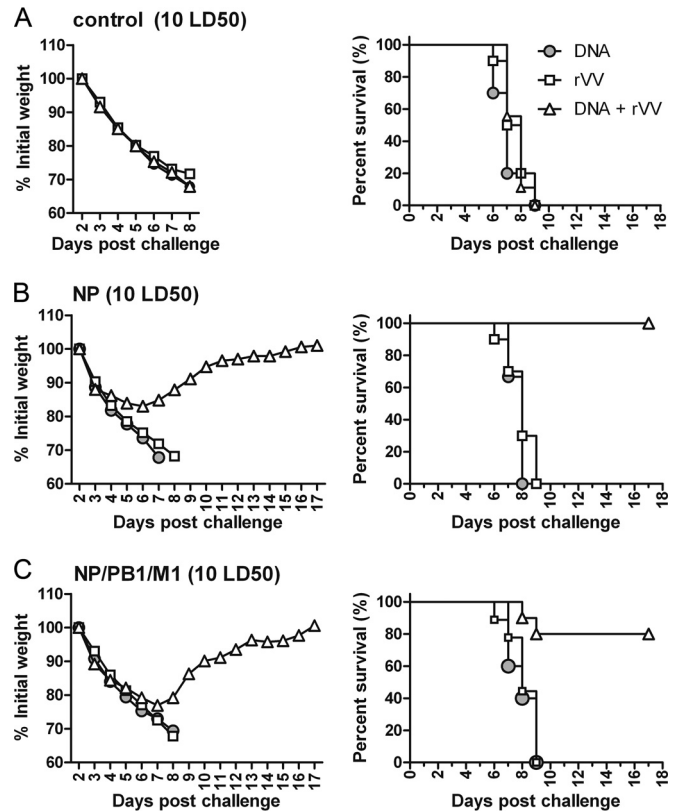 A
control (10 LD50)
110
100
90
80
70
60
% Initial weight
2 3 4 5 6 7 8
Days post challenge
100
80
60
40
20
0
Percent survival (%)
DNA
rVV
DNA + rVV
0 2 4 6 8 10 12 14 16 18
Days post challenge
B
NP (10 LD50)
110
100
90
80
70
60
% Initial weight
2 3 4 5 6 7 8 9 10 11 12 13 14 15 16 17
Days post challenge
100
80
60
40
20
0
Percent survival (%)
0 2 4 6 8 10 12 14 16 18
Days post challenge
C
NP/PB1/M1 (10 LD50)
110
100
90
80
70
60
% Initial weight
2 3 4 5 6 7 8 9 10 11 12 13 14 15 16 17
Days post challenge
100
80
60
40
20
0
Percent survival (%)
0 2 4 6 8 10 12 14 16 18
Days post challenge